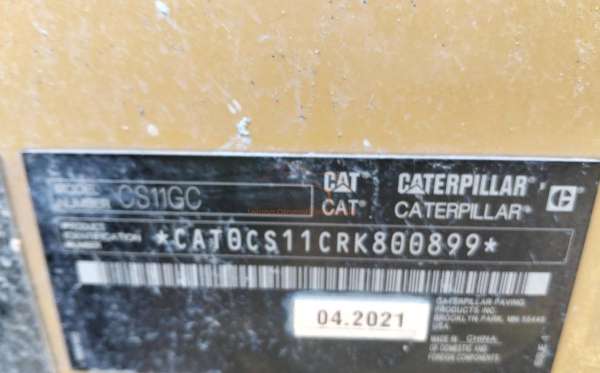 MODEL NUMBER CS11GC
CAT CATERPILLAR
CAT® CATERPILLAR®
PRODUCT IDENTIFICATION NUMBER
*CAT0CS11CRK800899*
04.2021
CATERPILLAR PAVING
PRODUCTS INC.
BROOKLYN PARK, MN 55445
USA
MADE IN CHINA
OF DOMESTIC AND
FOREIGN COMPONENTS